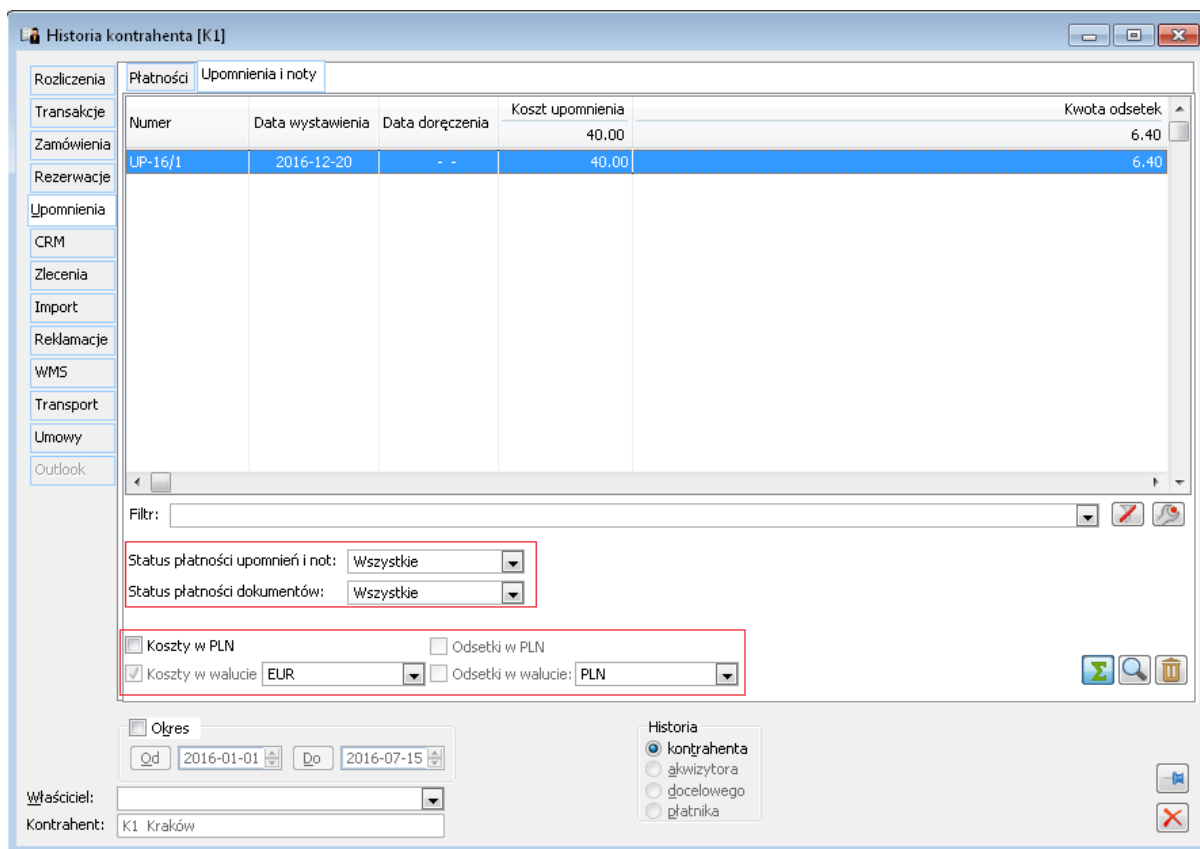 Historia kontrahenta [K1]
Rozliczenia
Transakcje
Zamówienia
Rezerwacje
Upomnienia
CRM
Zlecenia
Import
Reklamacje
WMS
Transport
Umowy
Outlook
Płatności Upomnienia i noty
Numer Data wystawienia Data doręczenia Koszt upomnienia Kwota odsetek
40.00 6.40
UP-16/1 2016-12-20 - - 40.00 6.40
Filtr:
Status płatności upomnień i not: Wszystkie
Status płatności dokumentów: Wszystkie
Koszty w PLN Odsetki w PLN
Koszty w walucie EUR Odsetki w walucie: PLN
Okres
Od 2016-01-01 Do 2016-07-15
Historia
kontrahenta
akwizytora
docelowego
płatnika
Właściciel:
Kontrahent: K1 Kraków